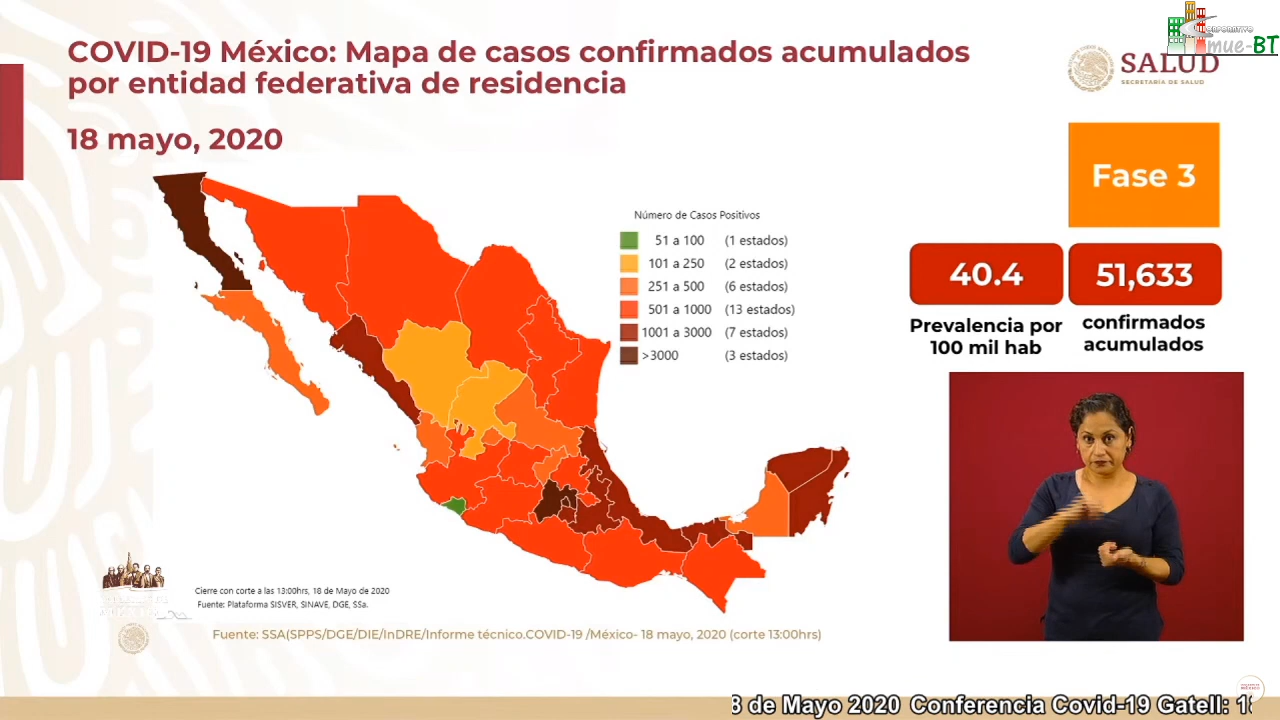 COVID-19 México: Mapa de casos confirmados acumulados
por entidad federativa de residencia
18 mayo, 2020
CORPORATIVO
mue-BT
SALUD
SECRETARÍA DE SALUD
Fase 3
Número de Casos Positivos
51 a 100 (1 estados)
101 a 250 (2 estados)
251 a 500 (6 estados)
501 a 1000 (13 estados)
1001 a 3000 (7 estados)
>3000 (3 estados)
40.4
Prevalencia por
100 mil hab
51,633
confirmados
acumulados
Cierre con corte a las 13:00hrs, 18 de Mayo de 2020
Fuente: Plataforma SISVER, SINAVE, DGE, SSa.
Fuente: SSA(SPPS/DGE/DIE/InDRE/Informe técnico.COVID-19 /México- 18 mayo, 2020 (corte 13:00hrs)
8 de Mayo 2020 Conferencia Covid-19 Gatell: 1